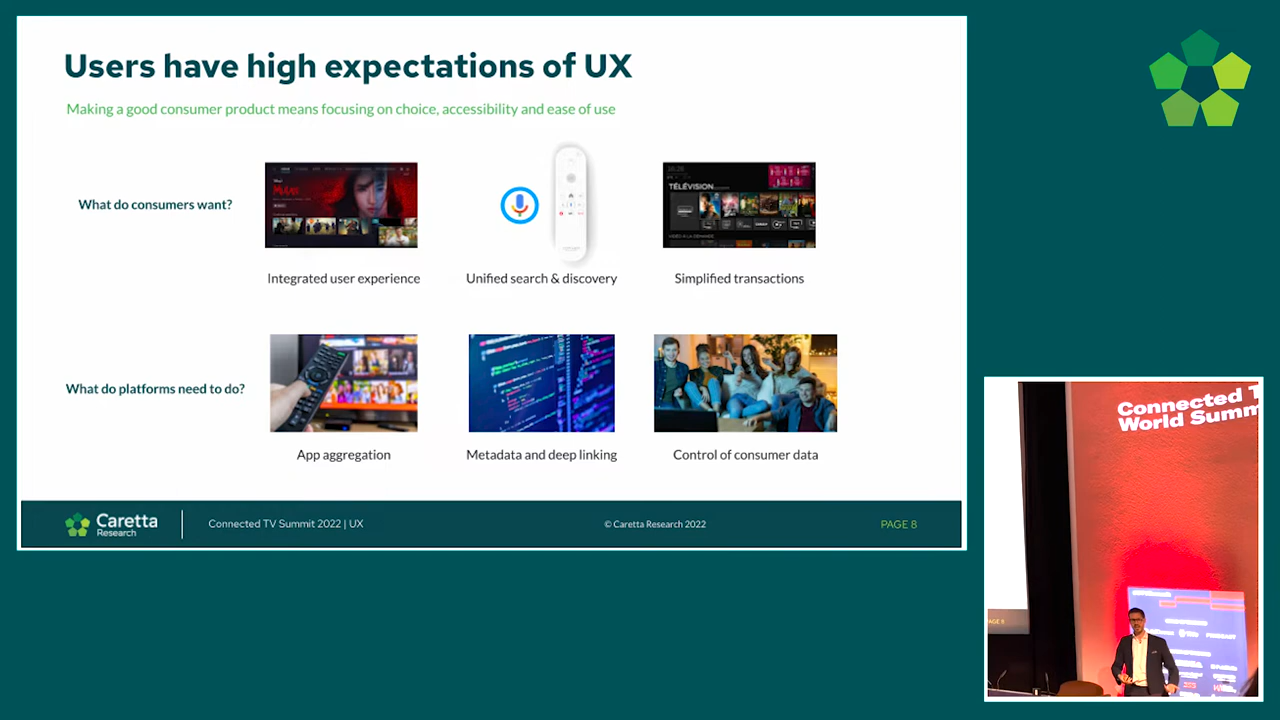 Users have high expectations of UX
Making a good consumer product means focusing on choice, accessibility and ease of use
What do consumers want?
TÉLÉVISION
Integrated user experience
Unified search & discovery
Simplified transactions
What do platforms need to do?
App aggregation
Metadata and deep linking
Control of consumer data
Caretta
Research
Connected TV Summit 2022 | UX
© Caretta Research 2022
PAGE 8
Connected T
World Summ